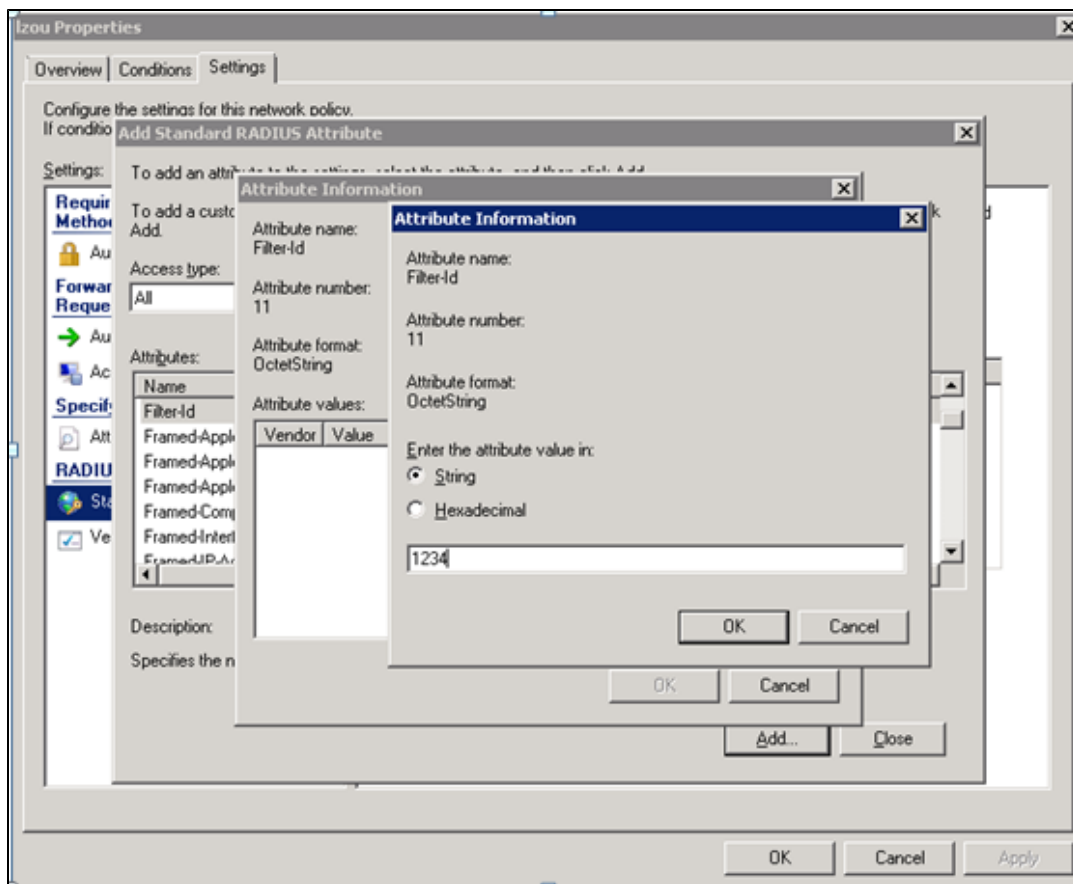 Izou Properties
Overview Conditions Settings
Configure the settings for this network policy.
If conditio
Settings:
Requir
Method
Au
Forwar
Reque
Au
Ac
Specify
Att
RADIU
Sta
Ve
Add Standard RADIUS Attribute
To add an attribute to the settings, select the attribute, and then click Add.
To add a custo
Add.
Access type:
All
Attributes:
Name
Filter-Id
Framed-Appl
Framed-Appl
Framed-Appl
Framed-Comp
Framed-Interf
Framed-IP-Ad
Description:
Specifies the n
Add... Close
Attribute Information
Attribute name:
Filter-Id
Attribute number:
11
Attribute format:
OctetString
Attribute values:
Vendor Value
OK Cancel
Attribute Information
Attribute name:
Filter-Id
Attribute number:
11
Attribute format:
OctetString
Enter the attribute value in:
String
Hexadecimal
1234
OK Cancel
OK Cancel Apply